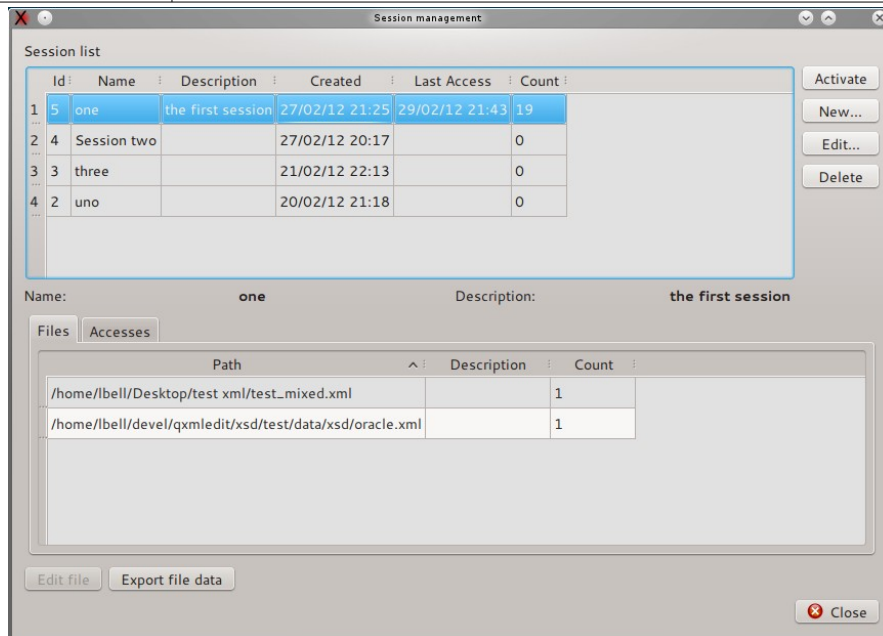 Session management
Session list
Id Name Description Created Last Access Count
1 5 one the first session 27/02/12 21:25 29/02/12 21:43 19
2 4 Session two 27/02/12 20:17 0
3 3 three 21/02/12 22:13 0
4 2 uno 20/02/12 21:18 0
Activate
New...
Edit...
Delete
Name: one Description: the first session
Files Accesses
Path Description Count
/home/lbell/Desktop/test xml/test_mixed.xml 1
/home/lbell/devel/qxmledit/xsd/test/data/xsd/oracle.xml 1
Edit file Export file data
Close